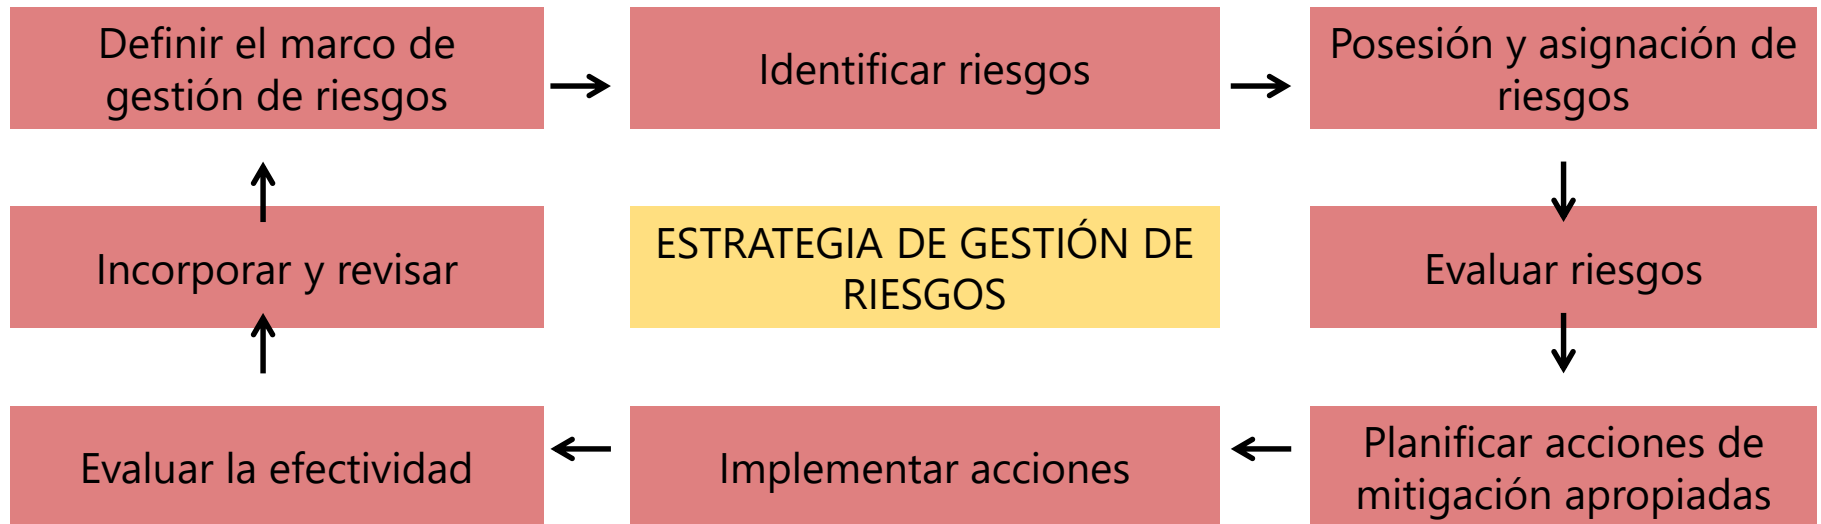 Definir el marco de
gestión de riesgos
Identificar riesgos
Posesión y asignación de
riesgos
Incorporar y revisar
ESTRATEGIA DE GESTIÓN DE
RIESGOS
Evaluar riesgos
Evaluar la efectividad
Implementar acciones
Planificar acciones de
mitigación apropiadas